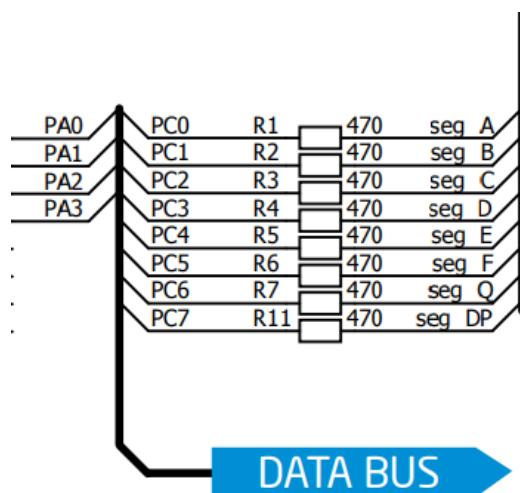 PA0 PC0 R1 470 seg A
PA1 PC1 R2 470 seg B
PA2 PC2 R3 470 seg C
PA3 PC3 R4 470 seg D
PC4 R5 470 seg E
PC5 R6 470 seg F
PC6 R7 470 seg Q
PC7 R11 470 seg DP
DATA BUS